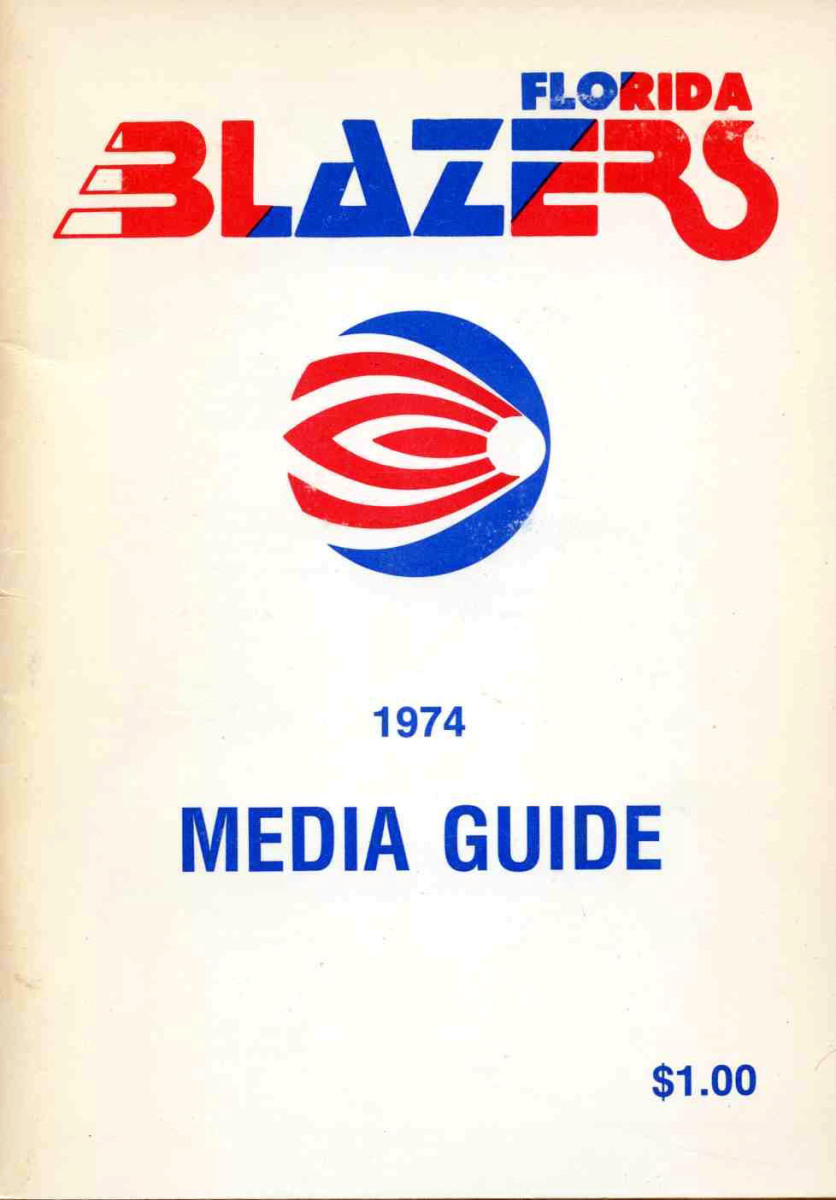 FLORIDA
BLAZERS
1974
MEDIA GUIDE
$1.00